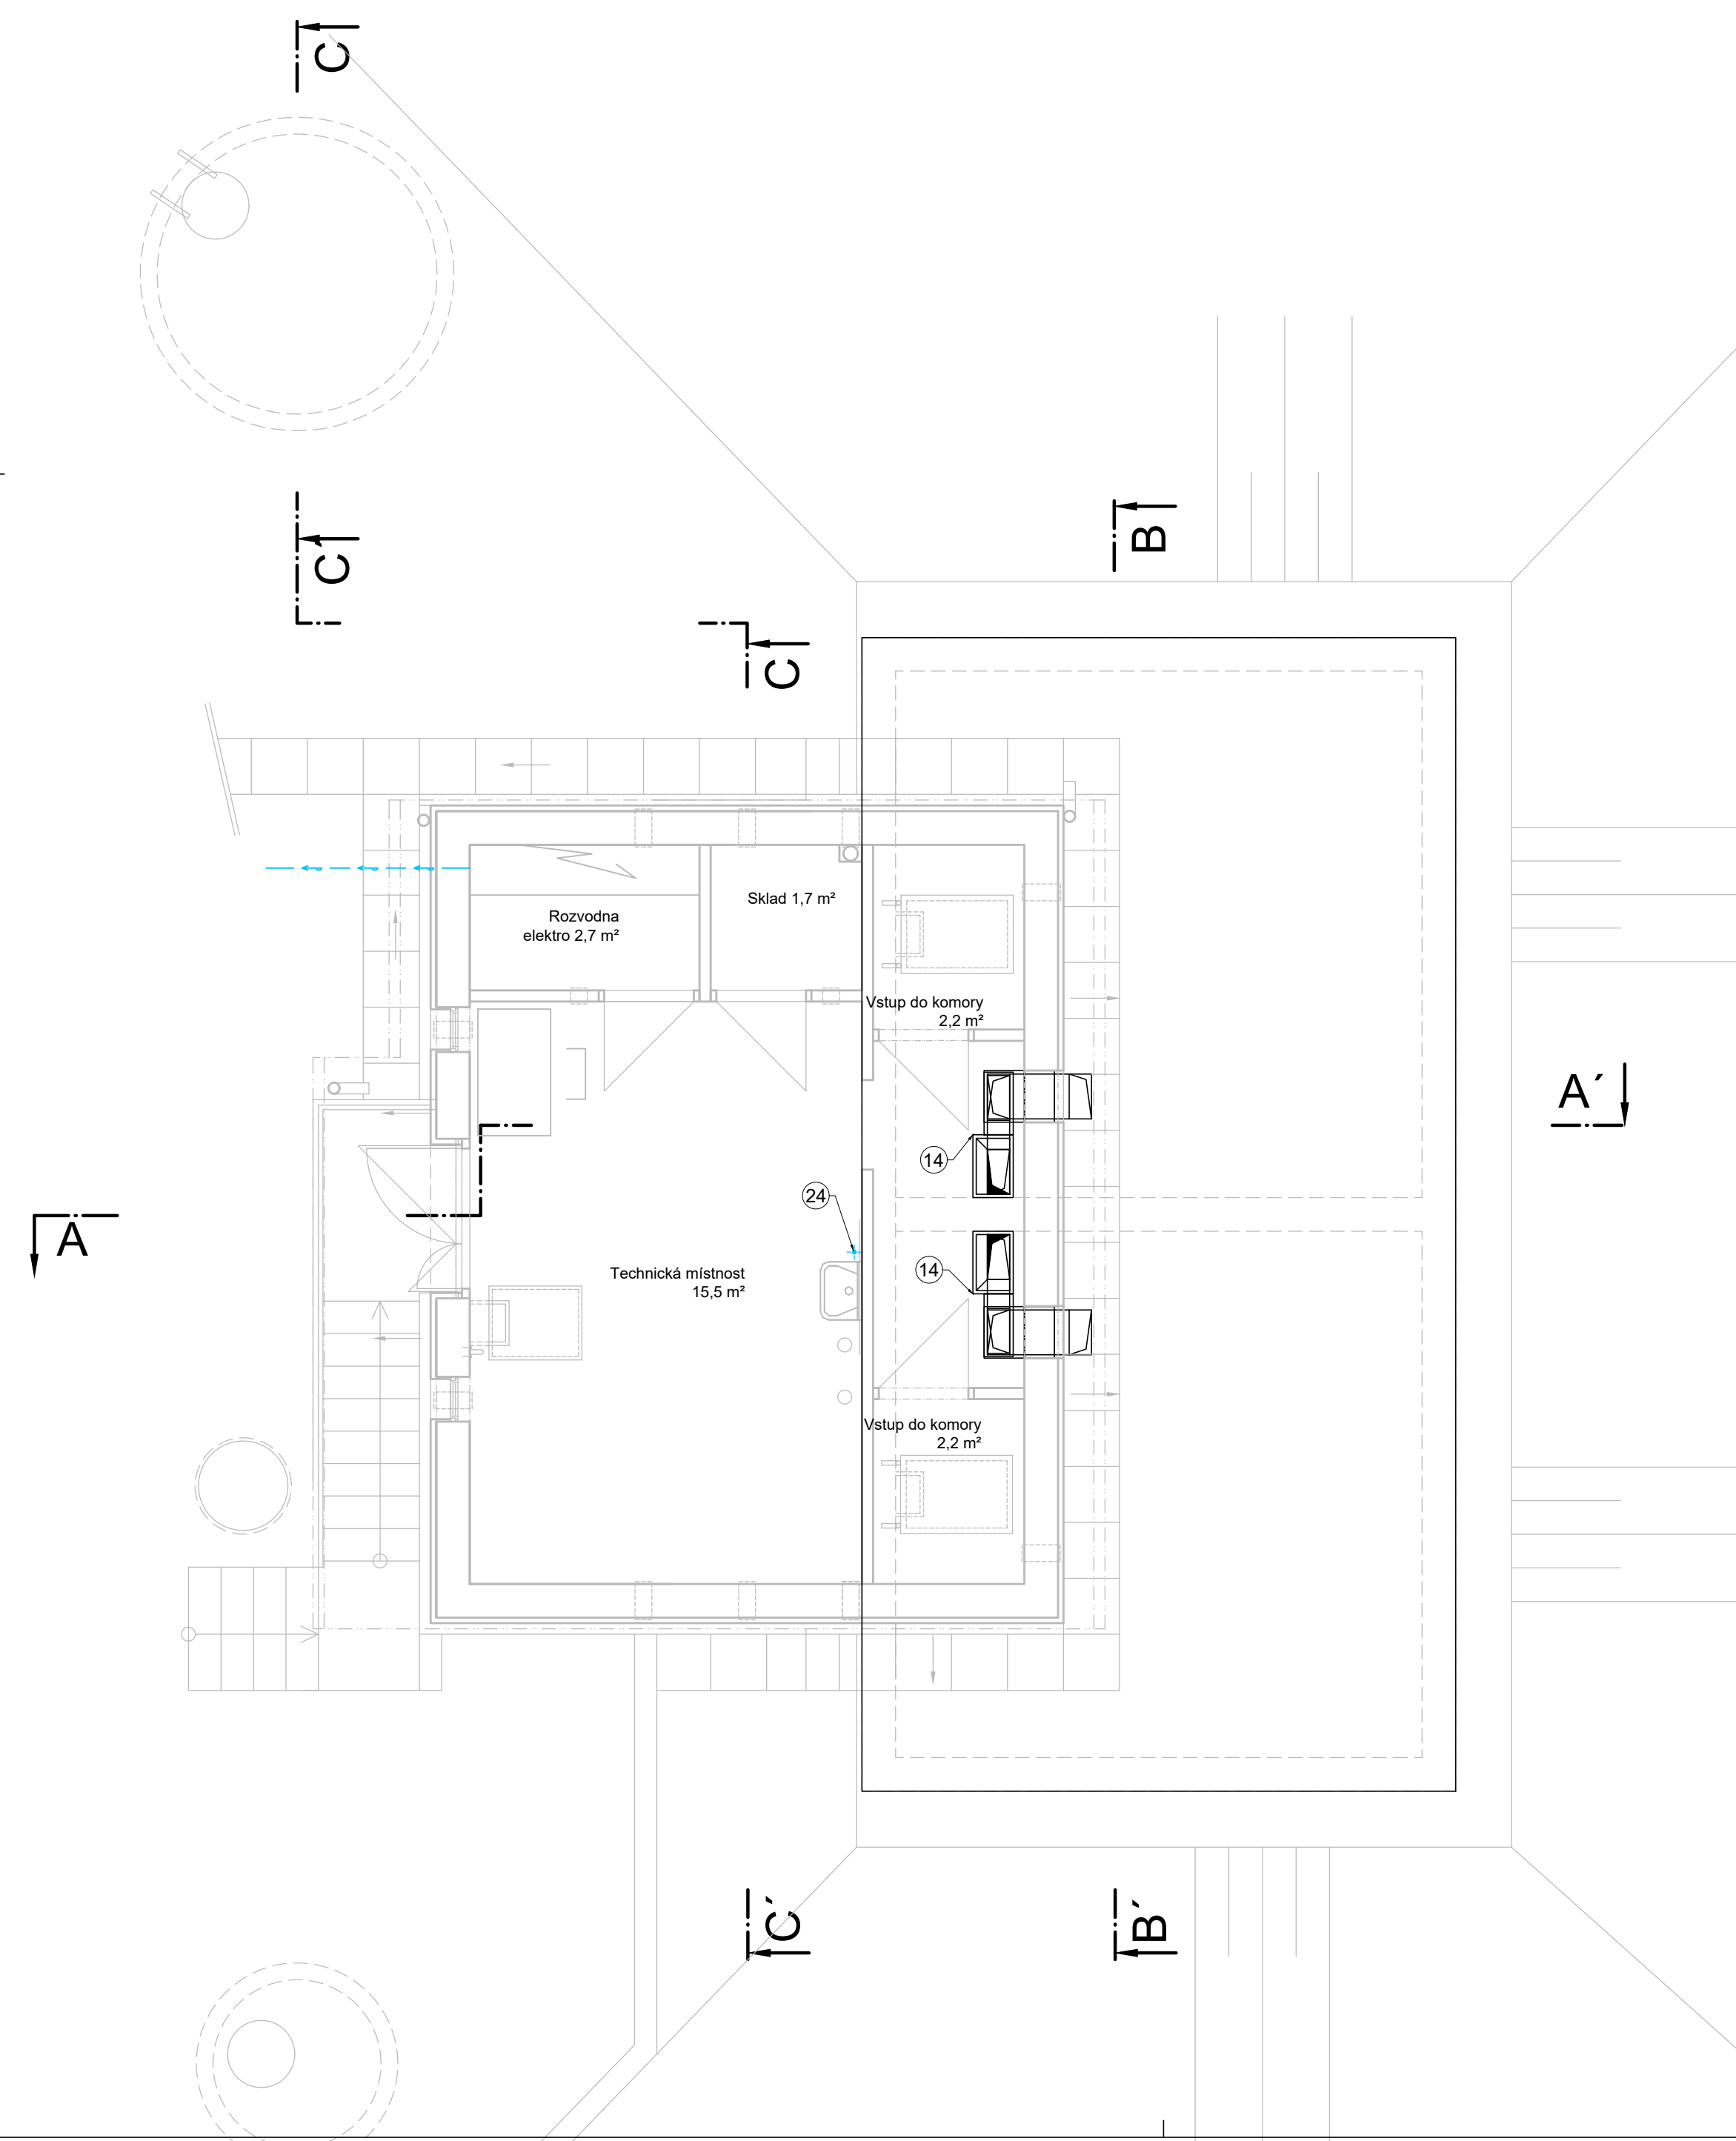 C
C´
B
C
Sklad 1,7 m²
Rozvodna
elektro 2,7 m²
Vstup do komory
2,2 m²
A´
14
24
A
14
Technická místnost
15,5 m²
Vstup do komory
2,2 m²
C´
B´